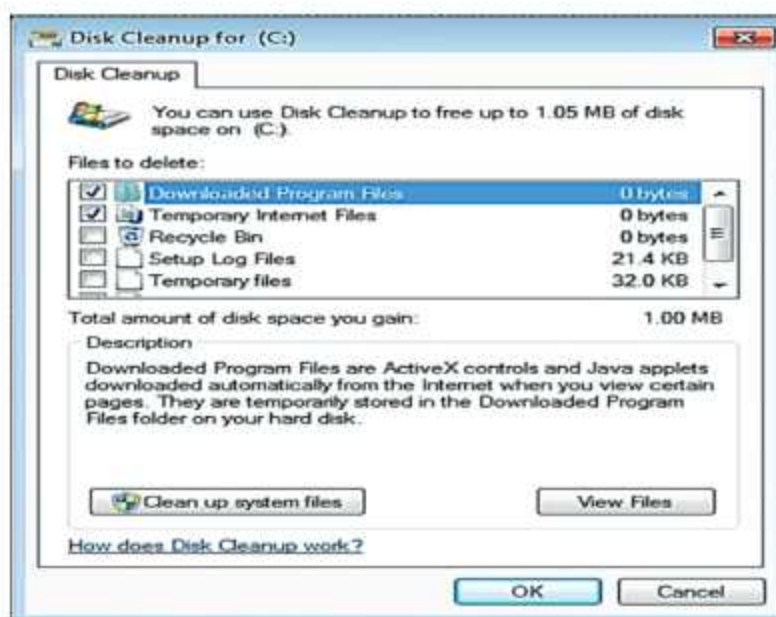 Disk Cleanup for (C:)
Disk Cleanup
You can use Disk Cleanup to free up to 1.05 MB of disk
space on (C:).
Files to delete:
Downloaded Program Files 0 bytes
Temporary Internet Files 0 bytes
Recycle Bin 0 bytes
Setup Log Files 21.4 KB
Temporary files 32.0 KB
Total amount of disk space you gain: 1.00 MB
Description
Downloaded Program Files are ActiveX controls and Java applets
downloaded automatically from the Internet when you view certain
pages. They are temporarily stored in the Downloaded Program
Files folder on your hard disk.
Clean up system files View Files
How does Disk Cleanup work?
OK Cancel